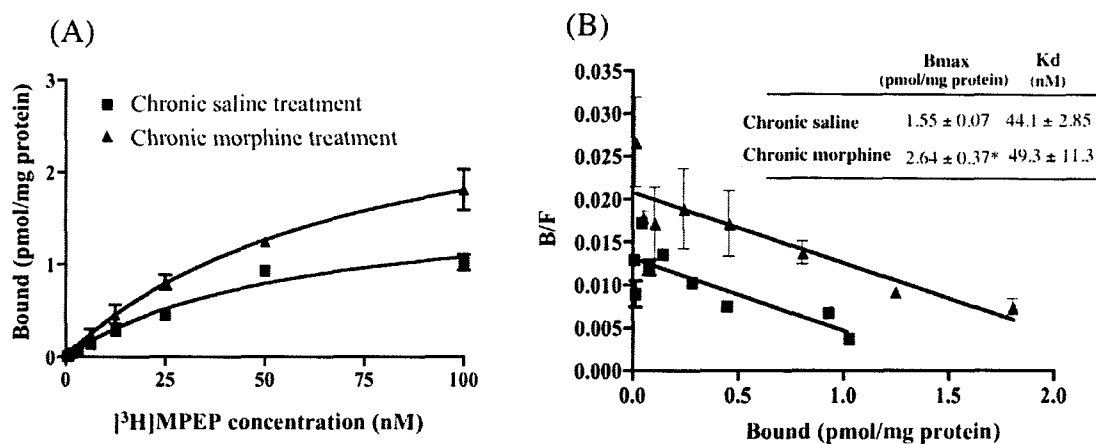 (A)
3
2
1
0
Bound (pmol/mg protein)
Chronic saline treatment
Chronic morphine treatment
0 25 50 75 100
]³H]MPEP concentration (nM)
(B)
0.035
0.030
0.025
0.020
0.015
0.010
0.005
0.000
B/F
Bmax Kd
(pmol/mg protein) (nM)
Chronic saline 1.55 ± 0.07 44.1 ± 2.85
Chronic morphine 2.64 ± 0.37* 49.3 ± 11.3
0.0 0.5 1.0 1.5 2.0
Bound (pmol/mg protein)